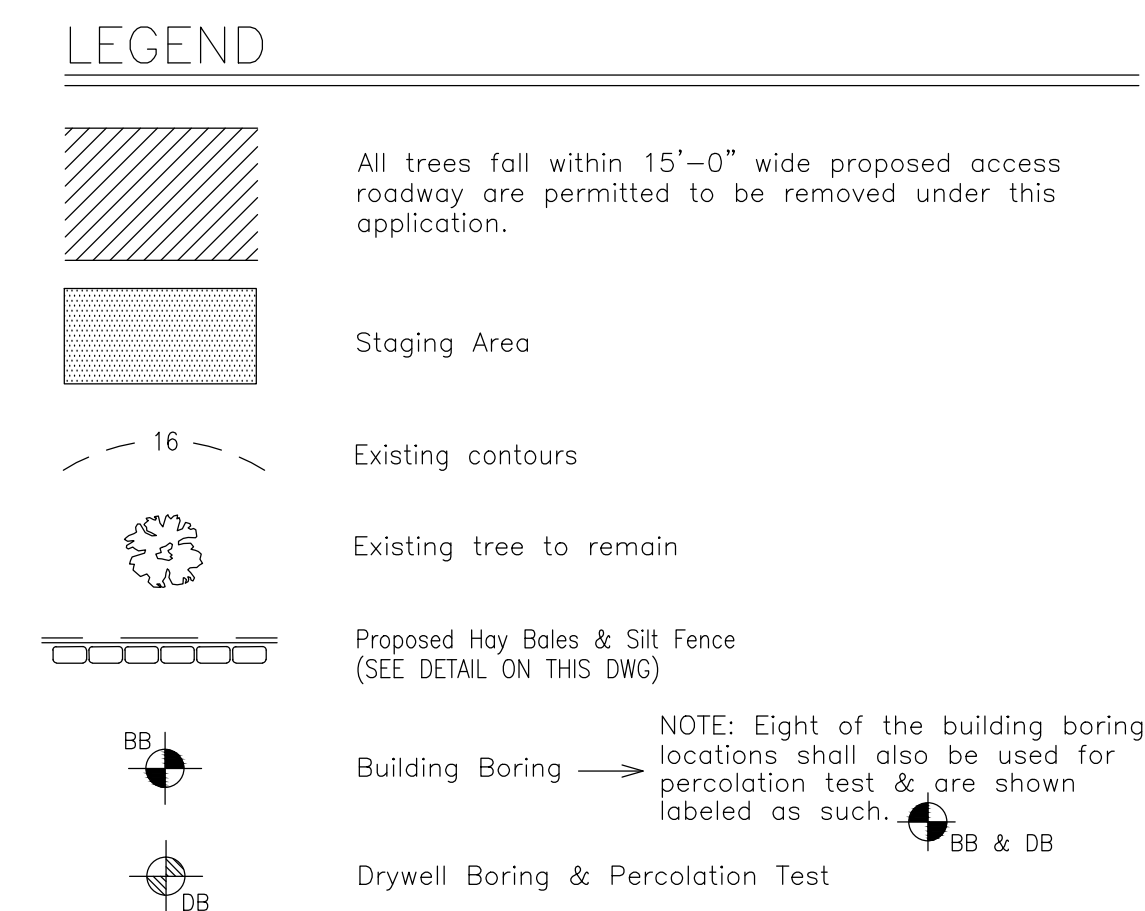 LEGEND
All trees fall within 15'-0" wide proposed access
roadway are permitted to be removed under this
application.
Staging Area
16
Existing contours
Existing tree to remain
Proposed Hay Bales & Silt Fence
(SEE DETAIL ON THIS DWG)
BB
Building Boring
NOTE: Eight of the building boring
locations shall also be used for
percolation test & are shown
labeled as such.
BB & DB
DB
Drywell Boring & Percolation Test